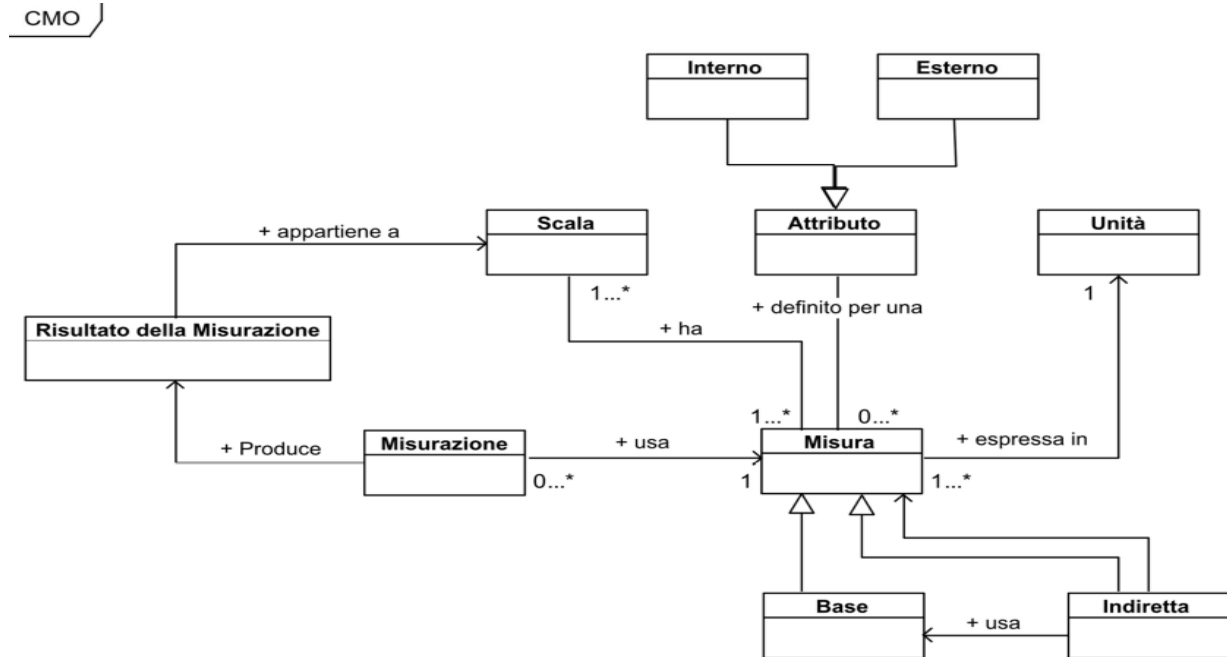 CMO
Interno
Esterno
Scala
Attributo
Unità
+ appartiene a
1...*
+ definito per una
1
Risultato della Misurazione
+ ha
1...*
0...*
+ Produce
Misurazione
+ usa
Misura
+ espressa in
0...*
1
1...*
Base
+ usa
Indiretta